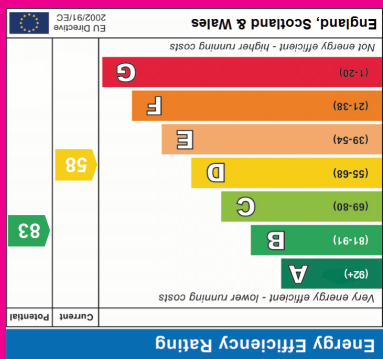 Energy Efficiency Rating
Current Potential
Very energy efficient - lower running costs
(92+) A
(81-91) B
(69-80) C
(55-68) D
(39-54) E
(21-38) F
(1-20) G
58
83
Not energy efficient - higher running costs
England, Scotland & Wales
EU Directive
2002/91/EC